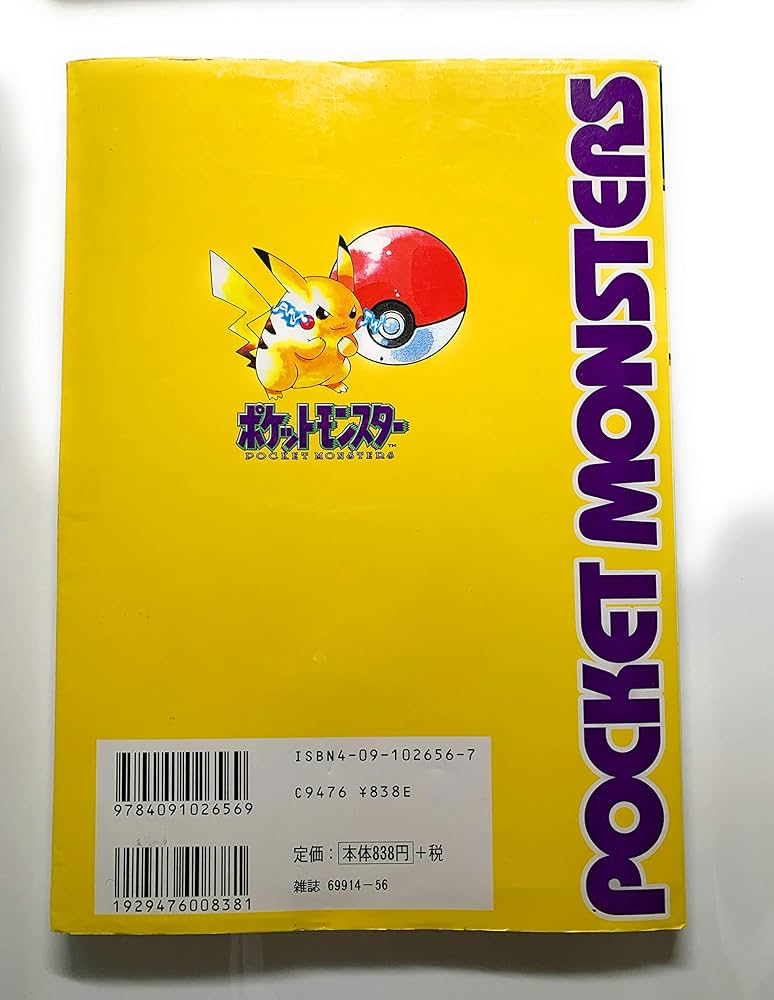 POCKET MONSTERS
ポケットモンスター
TM
POCKET MONSTERS
ISBN4-09-102656-7
C9476 ¥838E
9784091026569
定価：本体838円+税
雑誌 69914-56
1929476008381